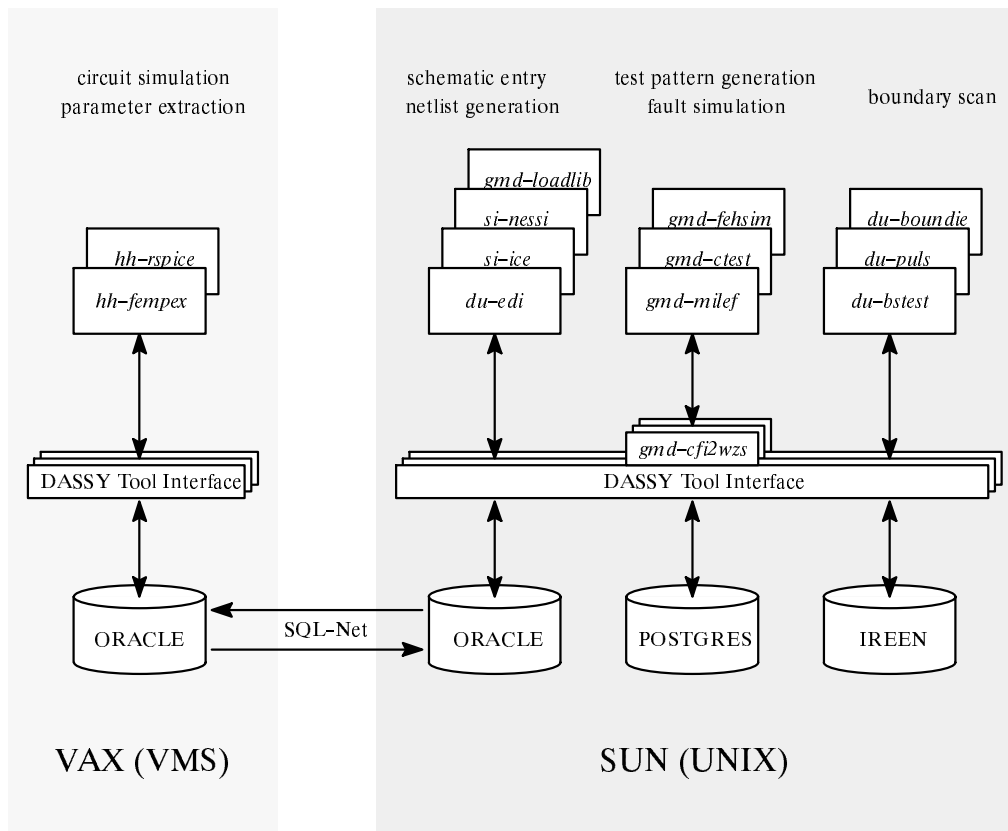 circuit simulation
parameter extraction
schematic entry
netlist generation
test pattern generation
fault simulation
boundary scan
hh–rspice
hh–fempex
gmd–loadlib
si–nessi
si–ice
du–edi
gmd–fehsim
gmd–ctest
gmd–milef
du–boundie
du–puls
du–bstest
gmd–cfi2wzs
DASSY Tool Interface
DASSY Tool Interface
ORACLE
SQL–Net
ORACLE
POSTGRES
IREEN
VAX (VMS)
SUN (UNIX)